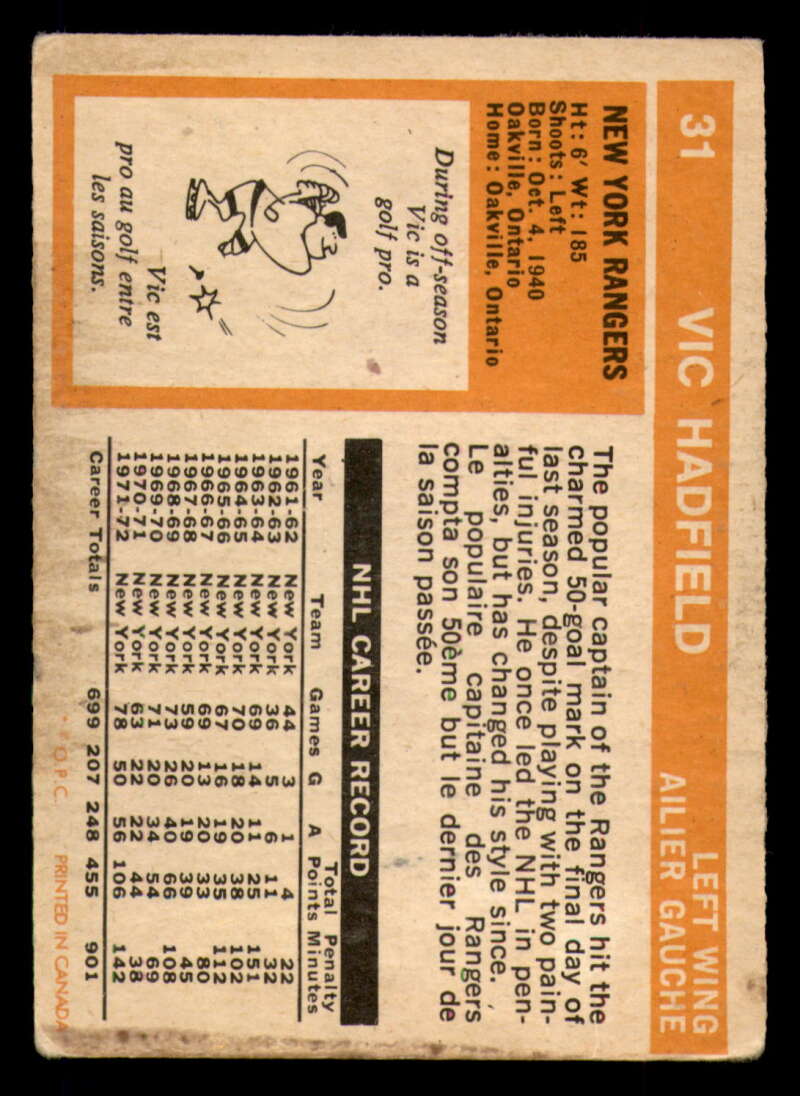 31 VIC HADFIELD
LEFT WING
AILIER GAUCHE
NEW YORK RANGERS
Ht: 6' Wt: 185
Shoots: Left
Born: Oct. 4, 1940
Oakville, Ontario
Home: Oakville, Ontario
During off-season
Vic is a
golf pro.
Vic est
pro au golf entre
les saisons.
The popular captain of the Rangers hit the
charmed 50-goal mark on the final day of
last season, despite playing with two pain-
ful injuries. He once led the NHL in pen-
alties, but has changed his style since.
Le populaire capitaine des Rangers
compta son 50ème but le dernier jour de
la saison passée.
NHL CAREER RECORD
Total Penalty
Year Team Games G A Points Minutes
1961-62 New York 44 3 1 4 22
1962-63 New York 36 5 6 11 32
1963-64 New York 69 14 11 25 151
1964-65 New York 70 18 20 38 102
1965-66 New York 67 16 19 35 112
1966-67 New York 69 13 20 33 80
1967-68 New York 59 20 19 39 45
1968-69 New York 73 26 40 66 108
1969-70 New York 71 20 34 54 69
1970-71 New York 63 22 22 44 38
1971-72 New York 78 50 56 106 142
Career Totals 699 207 248 455 901
O.P.C. PRINTED IN CANADA